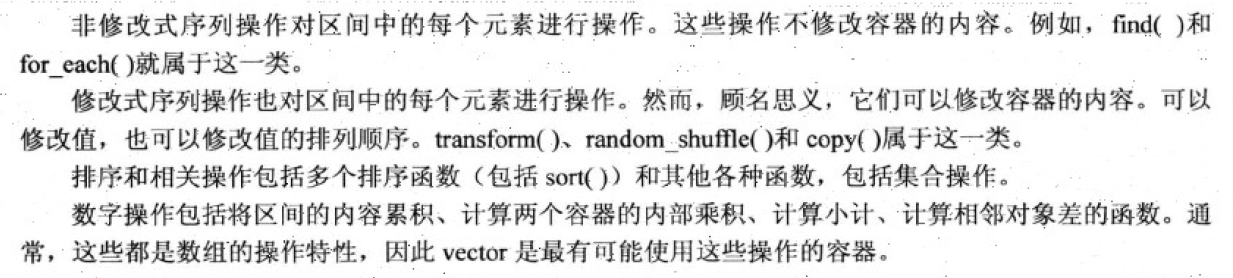 非修改式序列操作对区间中的每个元素进行操作。这些操作不修改容器的内容。例如，find( )和
for_each( )就属于这一类。
修改式序列操作也对区间中的每个元素进行操作。然而，顾名思义，它们可以修改容器的内容。可以
修改值，也可以修改值的排列顺序。transform( )、random_shuffle( )和 copy( )属于这一类。
排序和相关操作包括多个排序函数（包括 sort( )）和其他各种函数，包括集合操作。
数字操作包括将区间的内容累积、计算两个容器的内部乘积、计算小计、计算相邻对象差的函数。通
常，这些都是数组的操作特性，因此 vector 是最有可能使用这些操作的容器。